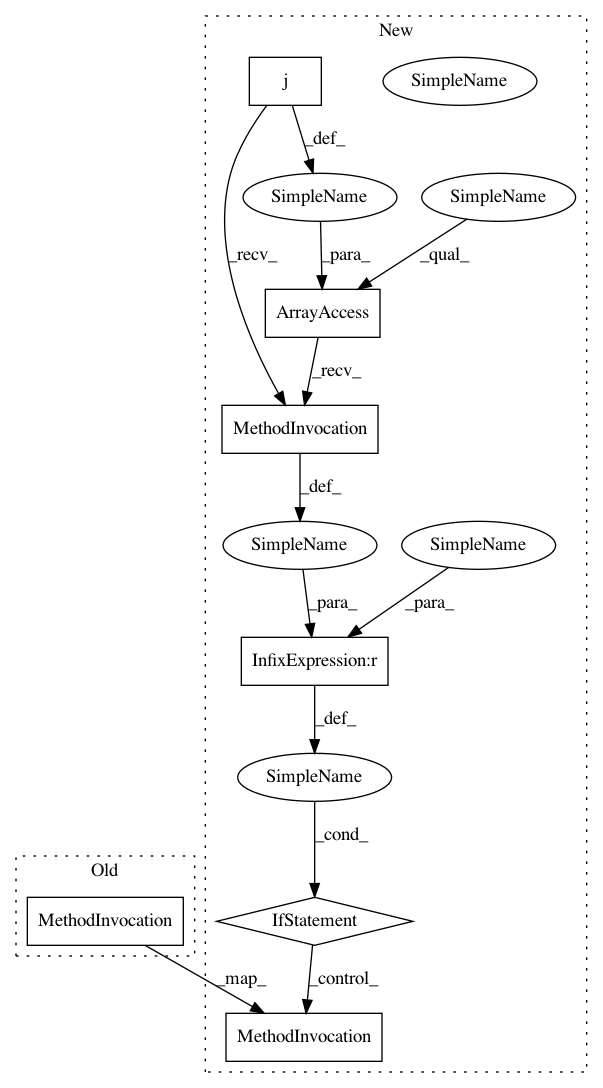 New
j
SimpleName
_def_
SimpleName
SimpleName
_recv_
_para_
_qual_
ArrayAccess
_recv_
MethodInvocation
_def_
SimpleName
SimpleName
_para_
_para_
InfixExpression:r
_def_
SimpleName
_cond_
Old
MethodInvocation
IfStatement
_map_
_control_
MethodInvocation